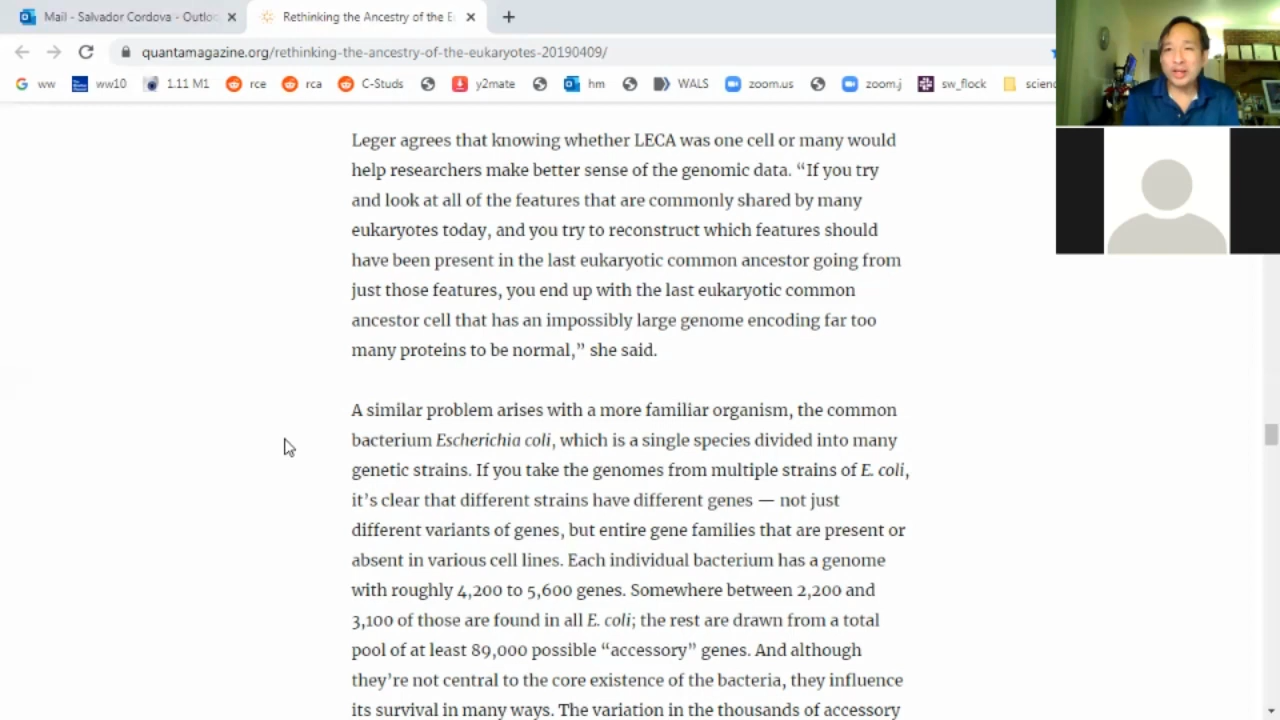 Mail - Salvador Cordova - Outlo
Rethinking the Ancestry of the E
quantamagazine.org/rethinking-the-ancestry-of-the-eukaryotes-20190409/
ww
ww10
1.11 M1
rce
rca
C-Studs
y2mate
hm
WALS
zoom.us
zoom.j
sw_flock
scienc
Leger agrees that knowing whether LECA was one cell or many would
help researchers make better sense of the genomic data. “If you try
and look at all of the features that are commonly shared by many
eukaryotes today, and you try to reconstruct which features should
have been present in the last eukaryotic common ancestor going from
just those features, you end up with the last eukaryotic common
ancestor cell that has an impossibly large genome encoding far too
many proteins to be normal,” she said.
A similar problem arises with a more familiar organism, the common
bacterium Escherichia coli, which is a single species divided into many
genetic strains. If you take the genomes from multiple strains of E. coli,
it’s clear that different strains have different genes — not just
different variants of genes, but entire gene families that are present or
absent in various cell lines. Each individual bacterium has a genome
with roughly 4,200 to 5,600 genes. Somewhere between 2,200 and
3,100 of those are found in all E. coli; the rest are drawn from a total
pool of at least 89,000 possible “accessory” genes. And although
they’re not central to the core existence of the bacteria, they influence
its survival in many ways. The variation in the thousands of accessory